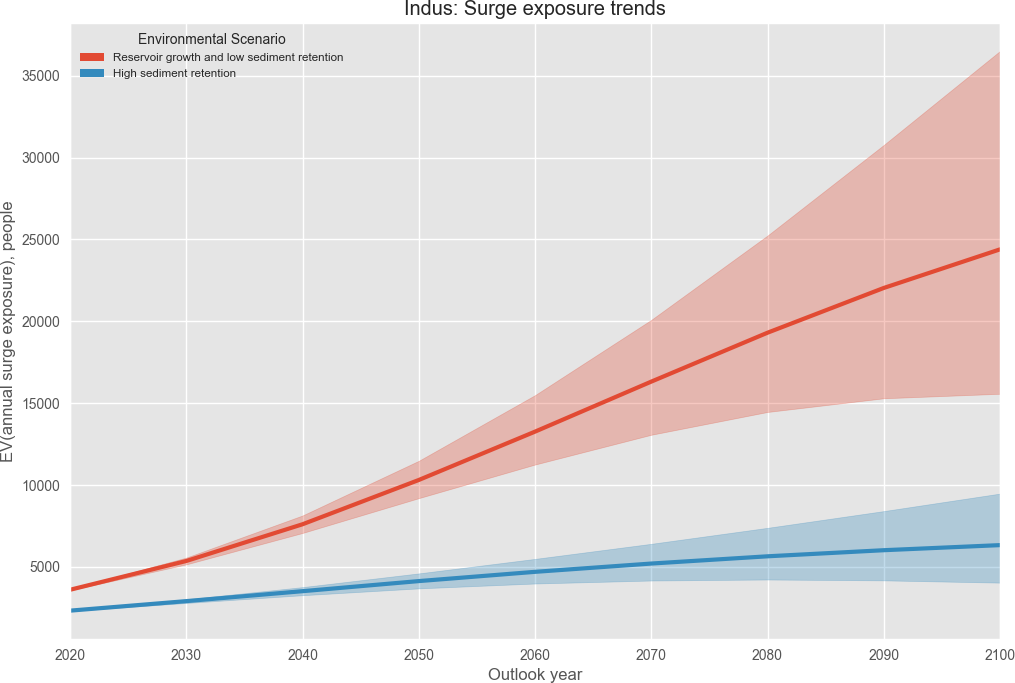 Indus: Surge exposure trends
Environmental Scenario
Reservoir growth and low sediment retention
High sediment retention
EV(annual surge exposure), people
35000
30000
25000
20000
15000
10000
5000
2020 2030 2040 2050 2060 2070 2080 2090 2100
Outlook year